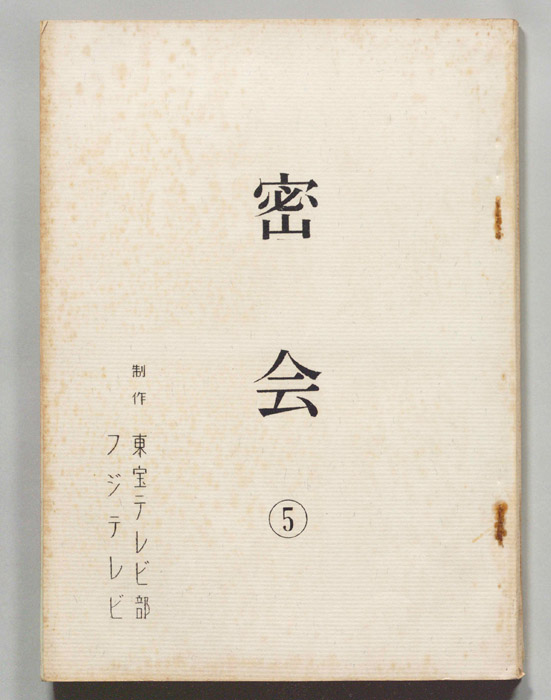 密会
⑤
制作 東宝テレビ部
フジテレビ